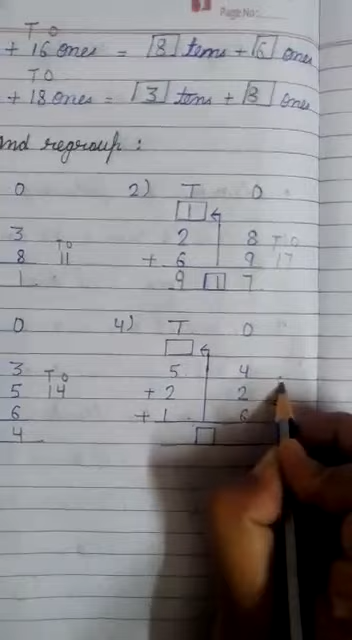 Page No:
T O
+ 16 ones = 8 tens + 6 ones
T O
+ 18 ones = 3 tens + 3 ones
and regroup :
O 2) T O
1
3 2 8 T O
8 T O 11 + 6 9 17
1 9 1 7
O 4) T O
3 5 4
5 T O 14 + 2 2
6 + 1 6
4